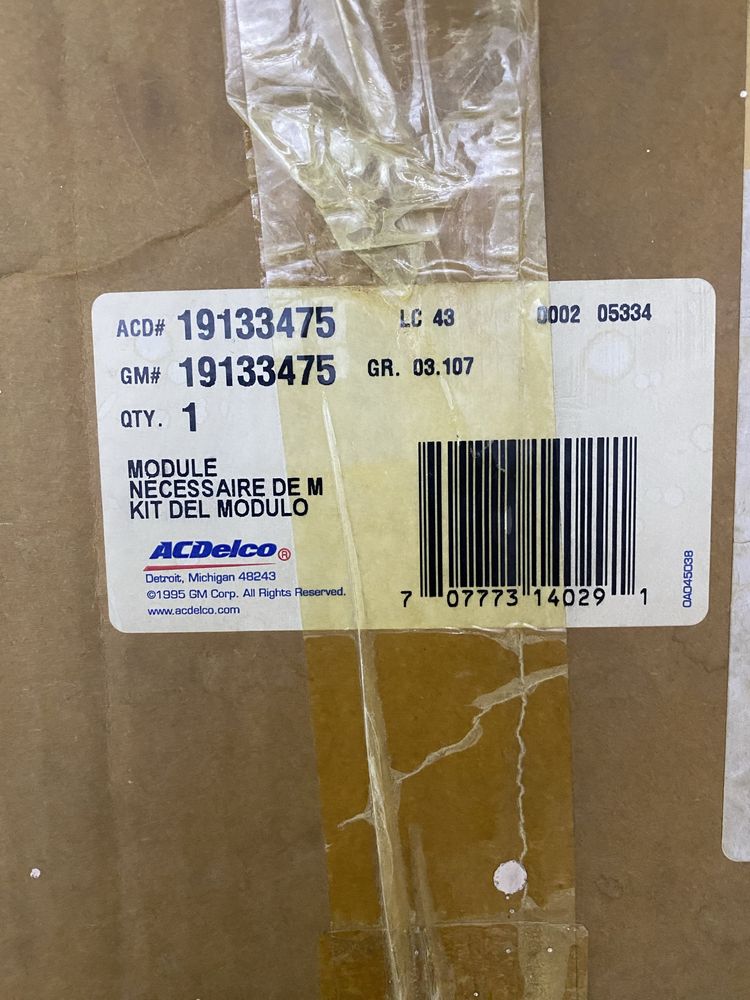 ACD# 19133475 LC 43 0002 05334
GM# 19133475 GR. 03.107
QTY. 1
MODULE
NECESSAIRE DE M
KIT DEL MODULO
ACDelco®
Detroit, Michigan 48243
©1995 GM Corp. All Rights Reserved.
www.acdelco.com
7 07773 14029 1
0A045D38